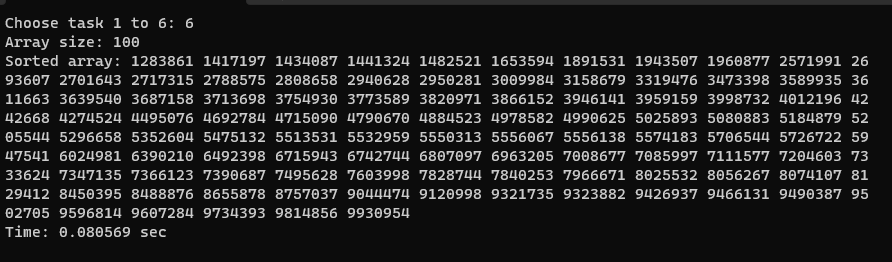 Choose task 1 to 6: 6
Array size: 100
Sorted array: 1283861 1417197 1434087 1441324 1482521 1653594 1891531 1943507 1960877 2571991 26
93607 2701643 2717315 2788575 2808658 2940628 2950281 3009984 3158679 3319476 3473398 3589935 36
11663 3639540 3687158 3713698 3754930 3773589 3820971 3866152 3946141 3959159 3998732 4012196 42
42668 4274524 4495076 4692784 4715090 4790670 4884523 4978582 4990625 5025893 5080883 5184879 52
05544 5296658 5352604 5475132 5513531 5532959 5550313 5556067 5556138 5574183 5706544 5726722 59
47541 6024981 6390210 6492398 6715943 6742744 6807097 6963205 7008677 7085997 7111577 7204603 73
33624 7347135 7366123 7390687 7495628 7603998 7828744 7840253 7966671 8025532 8056267 8074107 81
29412 8450395 8488876 8655878 8757037 9044474 9120998 9321735 9323882 9426937 9466131 9490387 95
02705 9596814 9607284 9734393 9814856 9930954
Time: 0.080569 sec